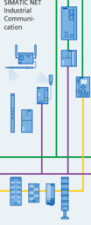 SIMATIC NET
Industrial
Communi-
cation